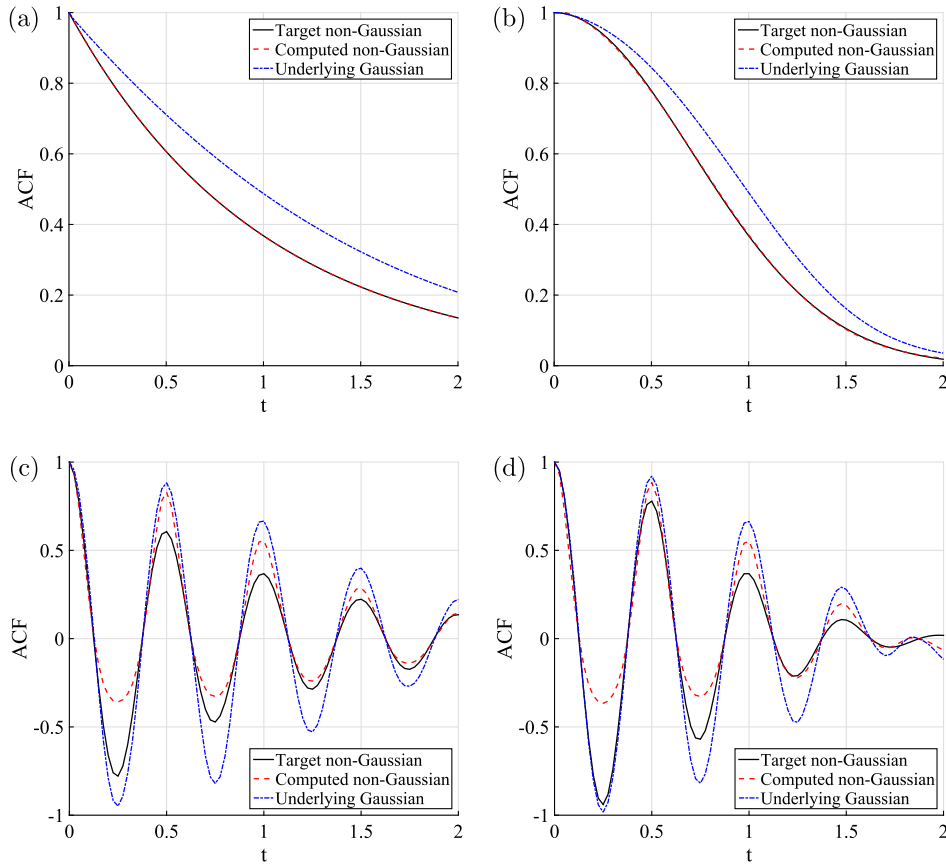 (a)
1
0.8
0.6
0.4
0.2
0
ACF
0
0.5
1
1.5
2
t
Target non-Gaussian
Computed non-Gaussian
Underlying Gaussian
(b)
1
0.8
0.6
0.4
0.2
0
ACF
0
0.5
1
1.5
2
t
Target non-Gaussian
Computed non-Gaussian
Underlying Gaussian
(c)
1
0.5
0
-0.5
-1
ACF
0
0.5
1
1.5
2
t
Target non-Gaussian
Computed non-Gaussian
Underlying Gaussian
(d)
1
0.5
0
-0.5
-1
ACF
0
0.5
1
1.5
2
t
Target non-Gaussian
Computed non-Gaussian
Underlying Gaussian